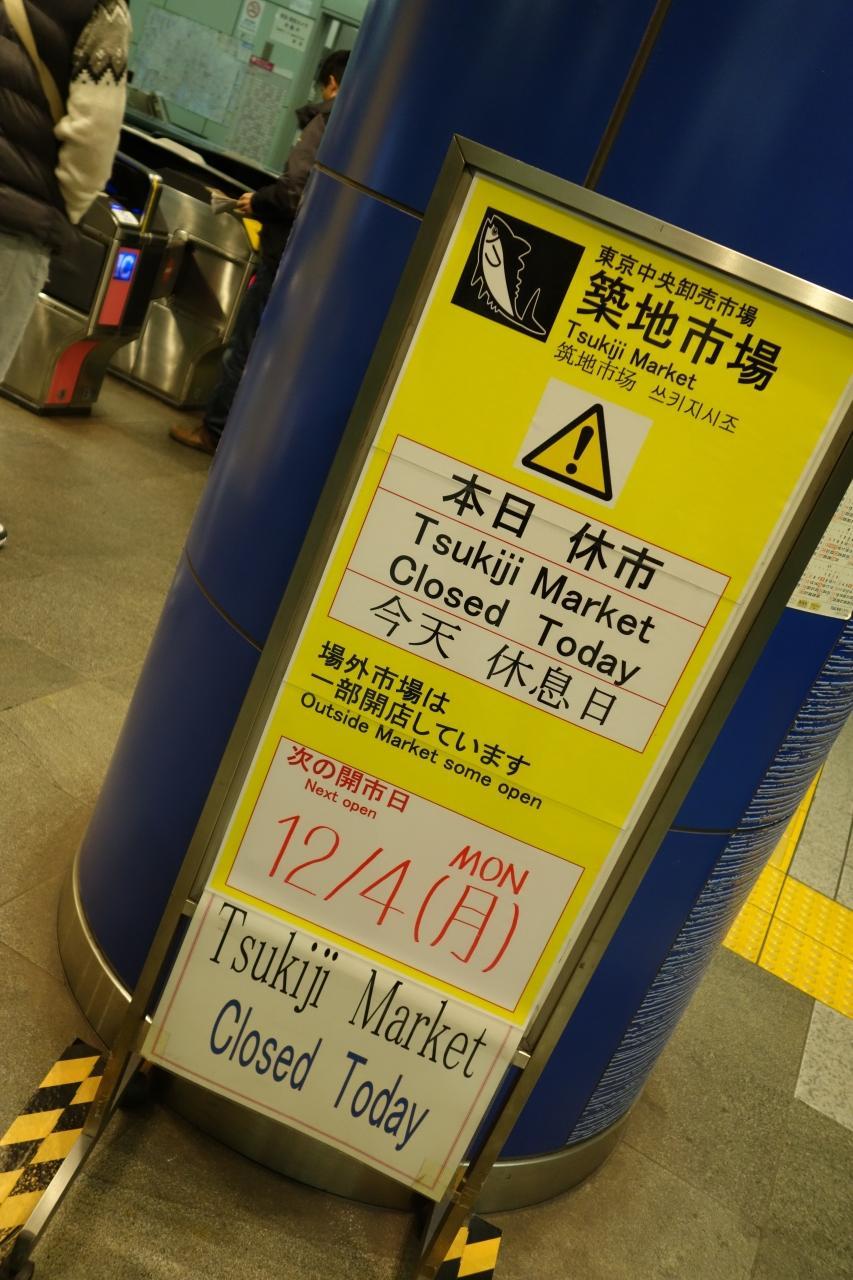 東京中央卸売市場
築地市場
Tsukiji Market
筑地市场 쓰키지시조
本日 休市
Tsukiji Market
Closed Today
今天 休息日
場外市場は
一部開店しています
Outside Market some open
次の開市日
Next open
12/4(月)
MON
Tsukiji Market
Closed Today
IC